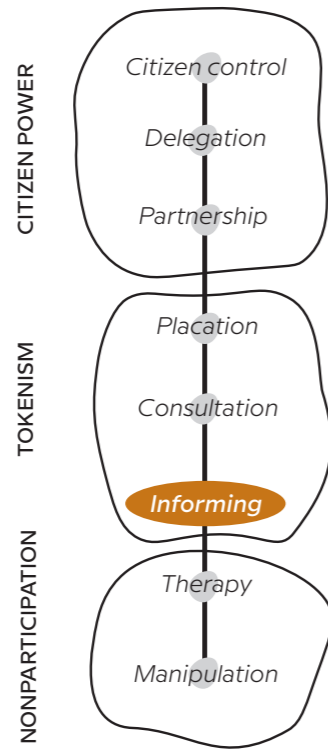 CITIZEN POWER
Citizen control
Delegation
Partnership
TOKENISM
Placation
Consultation
Informing
NONPARTICIPATION
Therapy
Manipulation